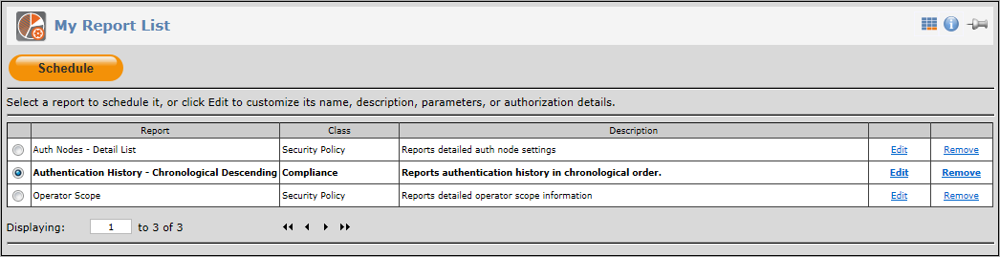 My Report List
Schedule
Select a report to schedule it, or click Edit to customize its name, description, parameters, or authorization details.
Report Class Description
Auth Nodes - Detail List Security Policy Reports detailed auth node settings Edit Remove
Authentication History - Chronological Descending Compliance Reports authentication history in chronological order. Edit Remove
Operator Scope Security Policy Reports detailed operator scope information Edit Remove
Displaying: 1 to 3 of 3